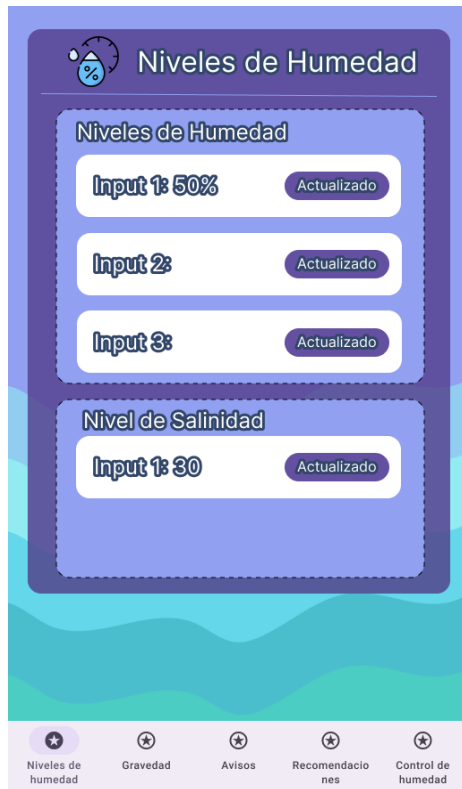 Niveles de Humedad
Niveles de Humedad
Input 1: 50%
Actualizado
Input 2:
Actualizado
Input 3:
Actualizado
Nivel de Salinidad
Input 1: 30
Actualizado
Niveles de
humedad
Gravedad
Avisos
Recomendacio
nes
Control de
humedad